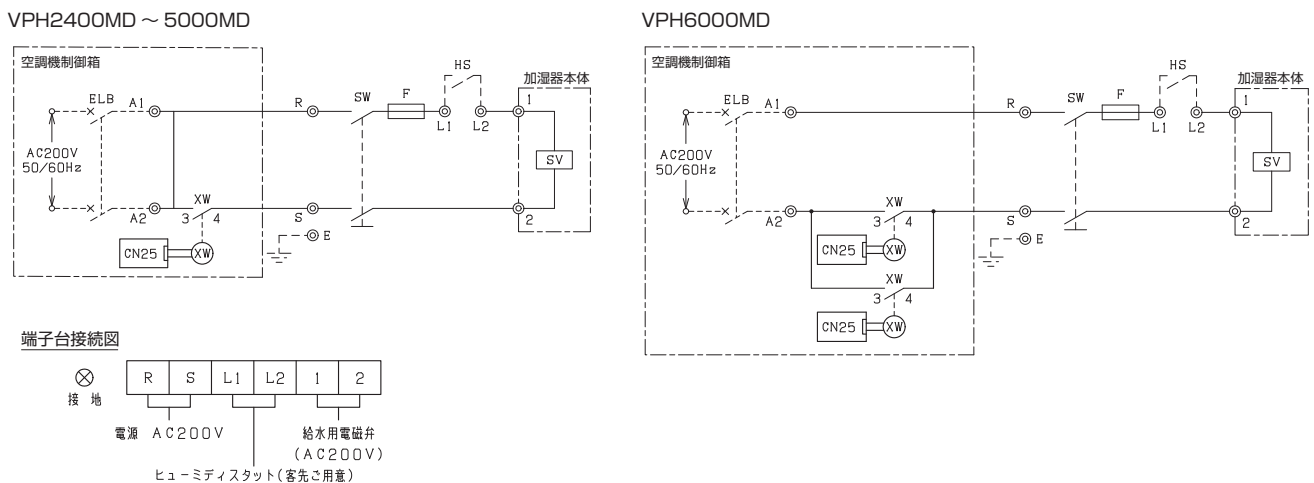 VPH2400MD ～ 5000MD
空調機制御箱
HS
加湿器本体
ELB
A1
R
SW
F
L1
L2
1
AC200V
50/60Hz
SV
XW
A2
3
4
S
2
CN25
XW
E
VPH6000MD
空調機制御箱
HS
加湿器本体
ELB
A1
R
SW
F
L1
L2
1
AC200V
50/60Hz
SV
XW
A2
3
4
S
2
CN25
XW
E
XW
3
4
CN25
XW
端子台接続図
R S L1 L2 1 2
接 地
電源 AC200V
給水用電磁弁
(AC200V)
ヒューミディスタット(客先ご用意)